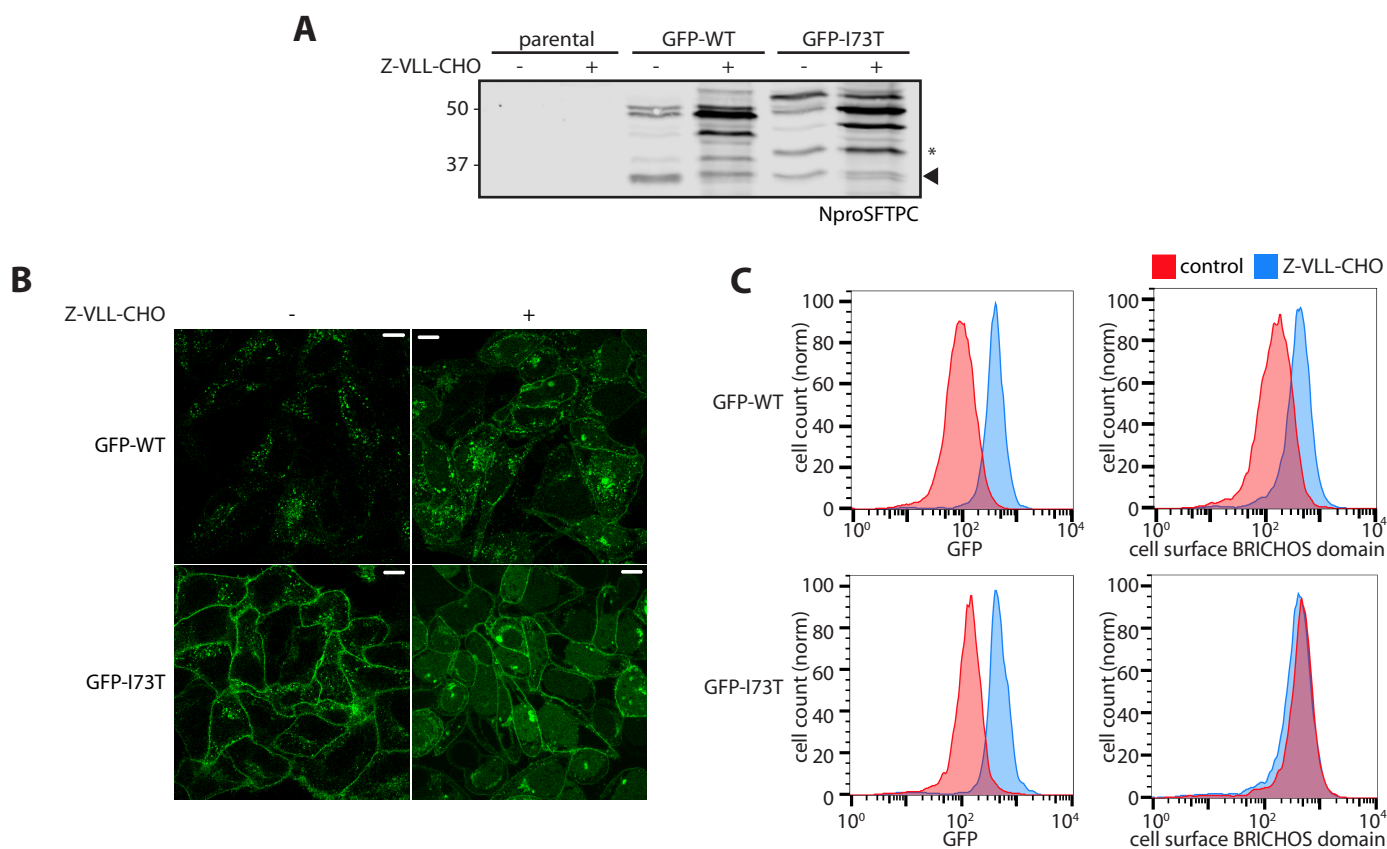 A
parental GFP-WT GFP-I73T
Z-VLL-CHO - + - + - +
50
37
*
NproSFTPC
B
Z-VLL-CHO - +
GFP-WT
GFP-I73T
C
control Z-VLL-CHO
GFP-WT
cell count (norm)
100
80
60
40
20
0
10⁰ 10² 10⁴
GFP
cell count (norm)
100
80
60
40
20
0
10⁰ 10² 10⁴
cell surface BRICHOS domain
GFP-I73T
cell count (norm)
100
80
60
40
20
0
10⁰ 10² 10⁴
GFP
cell count (norm)
100
80
60
40
20
0
10⁰ 10² 10⁴
cell surface BRICHOS domain